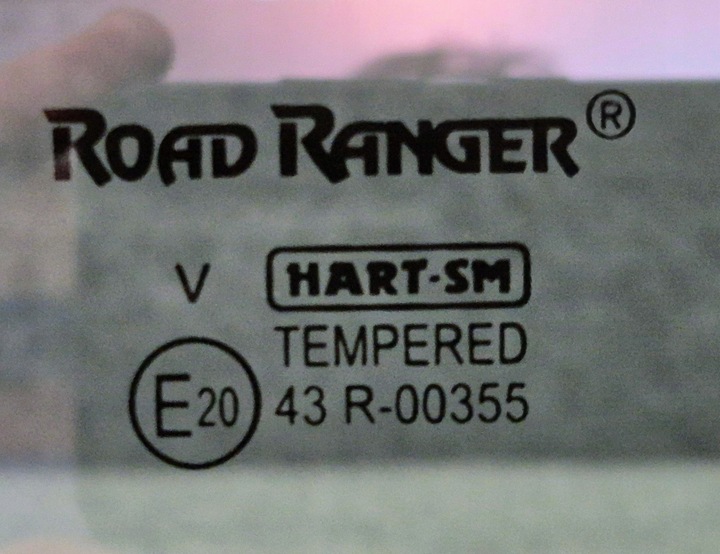 ROAD RANGER®
V HART-SM
TEMPERED
E20 43 R-00355